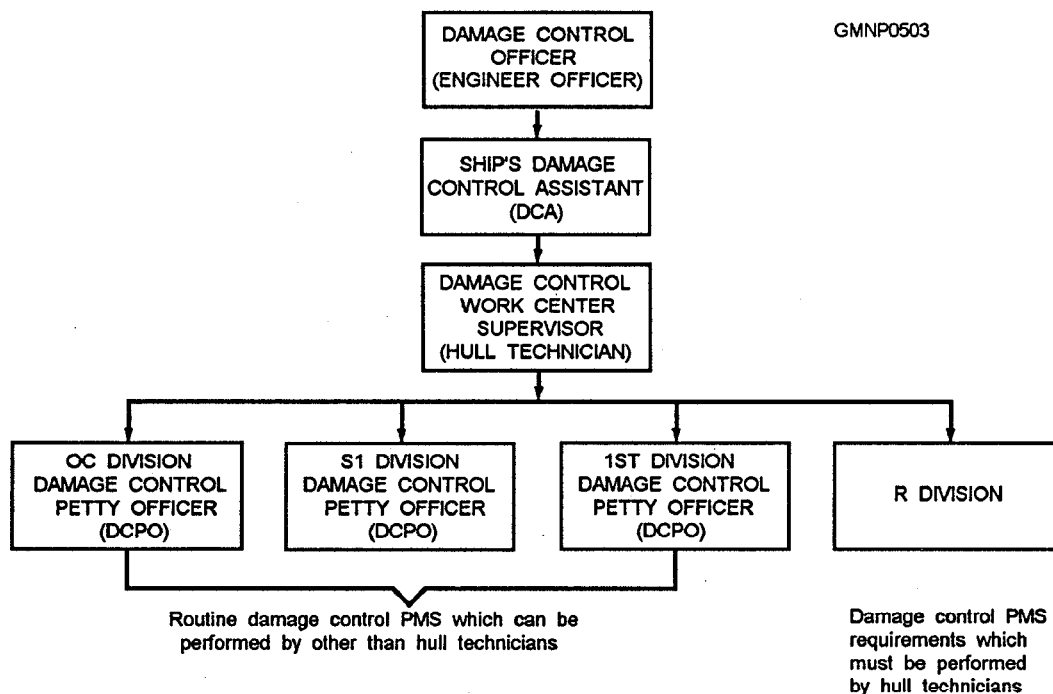 GMNP0503
DAMAGE CONTROL
OFFICER
(ENGINEER OFFICER)
SHIP'S DAMAGE
CONTROL ASSISTANT
(DCA)
DAMAGE CONTROL
WORK CENTER
SUPERVISOR
(HULL TECHNICIAN)
OC DIVISION
DAMAGE CONTROL
PETTY OFFICER
(DCPO)
S1 DIVISION
DAMAGE CONTROL
PETTY OFFICER
(DCPO)
1ST DIVISION
DAMAGE CONTROL
PETTY OFFICER
(DCPO)
R DIVISION
Routine damage control PMS which can be
performed by other than hull technicians
Damage control PMS
requirements which
must be performed
by hull technicians